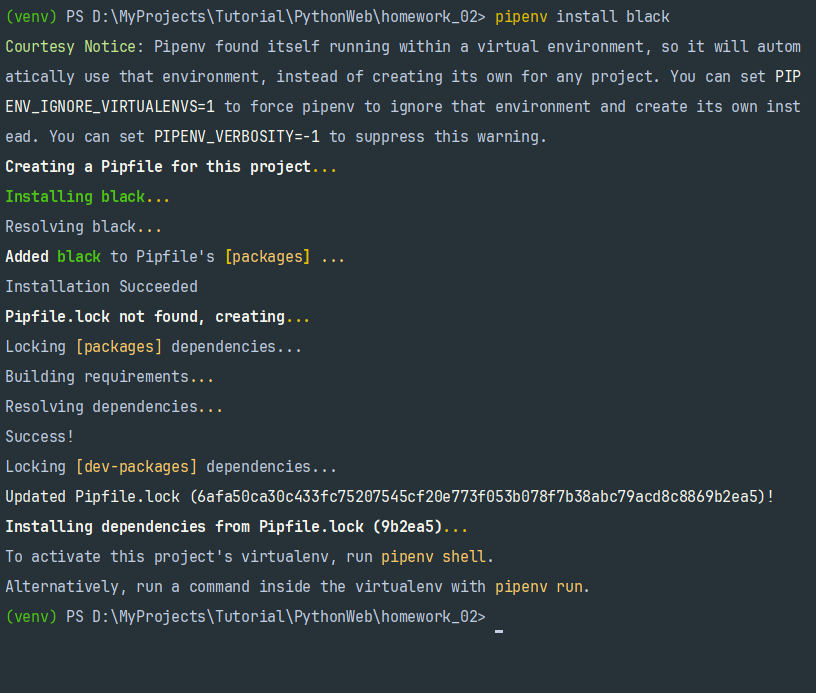 (venv) PS D:\MyProjects\Tutorial\PythonWeb\homework_02> pipenv install black
Courtesy Notice: Pipenv found itself running within a virtual environment, so it will autom
atically use that environment, instead of creating its own for any project. You can set PIP
ENV_IGNORE_VIRTUALENVS=1 to force pipenv to ignore that environment and create its own inst
ead. You can set PIPENV_VERBOSITY=-1 to suppress this warning.
Creating a Pipfile for this project...
Installing black...
Resolving black...
Added black to Pipfile's [packages] ...
Installation Succeeded
Pipfile.lock not found, creating...
Locking [packages] dependencies...
Building requirements...
Resolving dependencies...
Success!
Locking [dev-packages] dependencies...
Updated Pipfile.lock (6afa50ca30c433fc75207545cf20e773f053b078f7b38abc79acd8c8869b2ea5)!
Installing dependencies from Pipfile.lock (9b2ea5)...
To activate this project's virtualenv, run pipenv shell.
Alternatively, run a command inside the virtualenv with pipenv run.
(venv) PS D:\MyProjects\Tutorial\PythonWeb\homework_02>